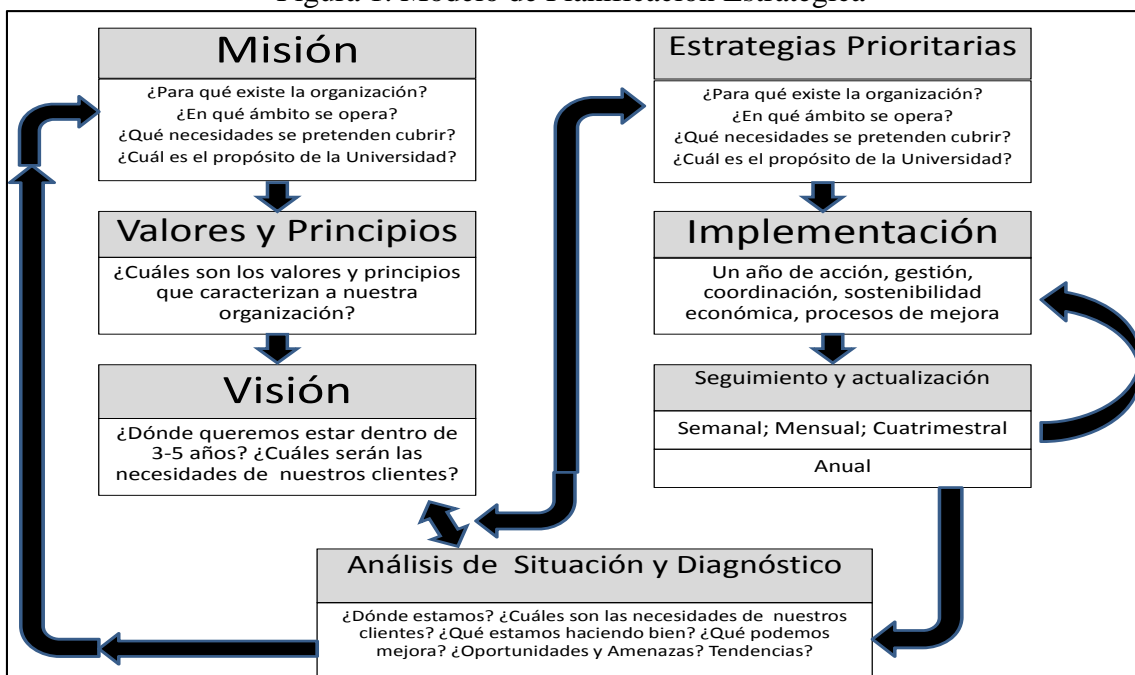 Figura 1. Modelo de Planificación Estratégica
Misión
¿Para qué existe la organización?
¿En qué ámbito se opera?
¿Qué necesidades se pretenden cubrir?
¿Cuál es el propósito de la Universidad?
Valores y Principios
¿Cuáles son los valores y principios
que caracterizan a nuestra
organización?
Visión
¿Dónde queremos estar dentro de
3-5 años? ¿Cuáles serán las
necesidades de nuestros clientes?
Estrategias Prioritarias
¿Para qué existe la organización?
¿En qué ámbito se opera?
¿Qué necesidades se pretenden cubrir?
¿Cuál es el propósito de la Universidad?
Implementación
Un año de acción, gestión,
coordinación, sostenibilidad
económica, procesos de mejora
Seguimiento y actualización
Semanal; Mensual; Cuatrimestral
Anual
Análisis de Situación y Diagnóstico
¿Dónde estamos? ¿Cuáles son las necesidades de nuestros
clientes? ¿Qué estamos haciendo bien? ¿Qué podemos
mejora? ¿Oportunidades y Amenazas? Tendencias?